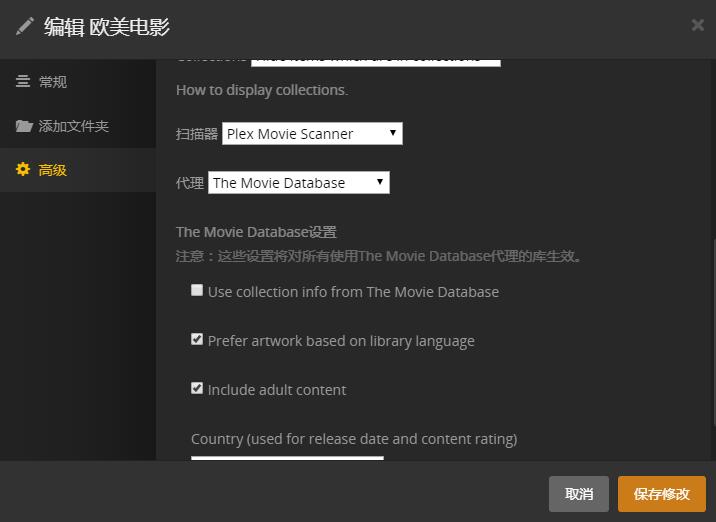 编辑 欧美电影
常规
添加文件夹
高级
How to display collections.
扫描器 Plex Movie Scanner
代理 The Movie Database
The Movie Database设置
注意：这些设置将对所有使用The Movie Database代理的库生效。
Use collection info from The Movie Database
Prefer artwork based on library language
Include adult content
Country (used for release date and content rating)
取消 保存修改